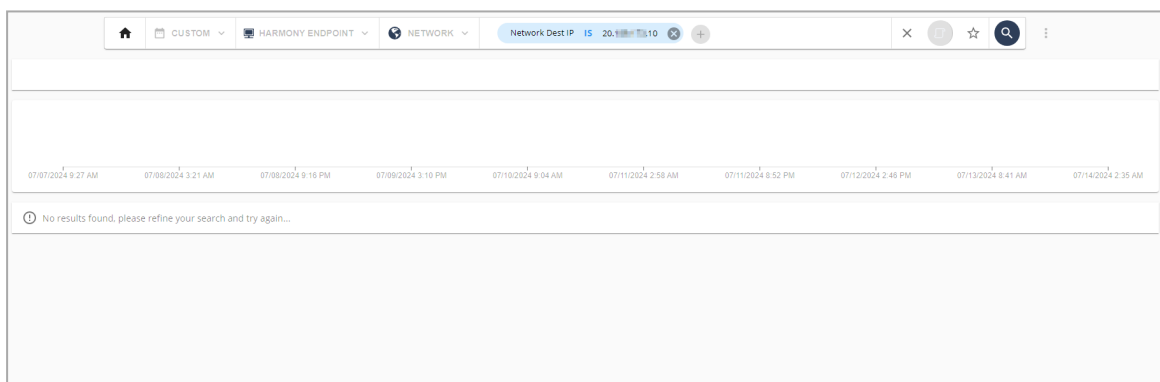 CUSTOM HARMONY ENDPOINT NETWORK Network Dest IP IS .10
07/07/2024 9:27 AM 07/08/2024 3:21 AM 07/08/2024 9:16 PM 07/09/2024 3:10 PM 07/10/2024 9:04 AM 07/11/2024 2:58 AM 07/11/2024 8:52 PM 07/12/2024 2:46 PM 07/13/2024 8:41 AM 07/14/2024 2:35 AM
No results found, please refine your search and try again...